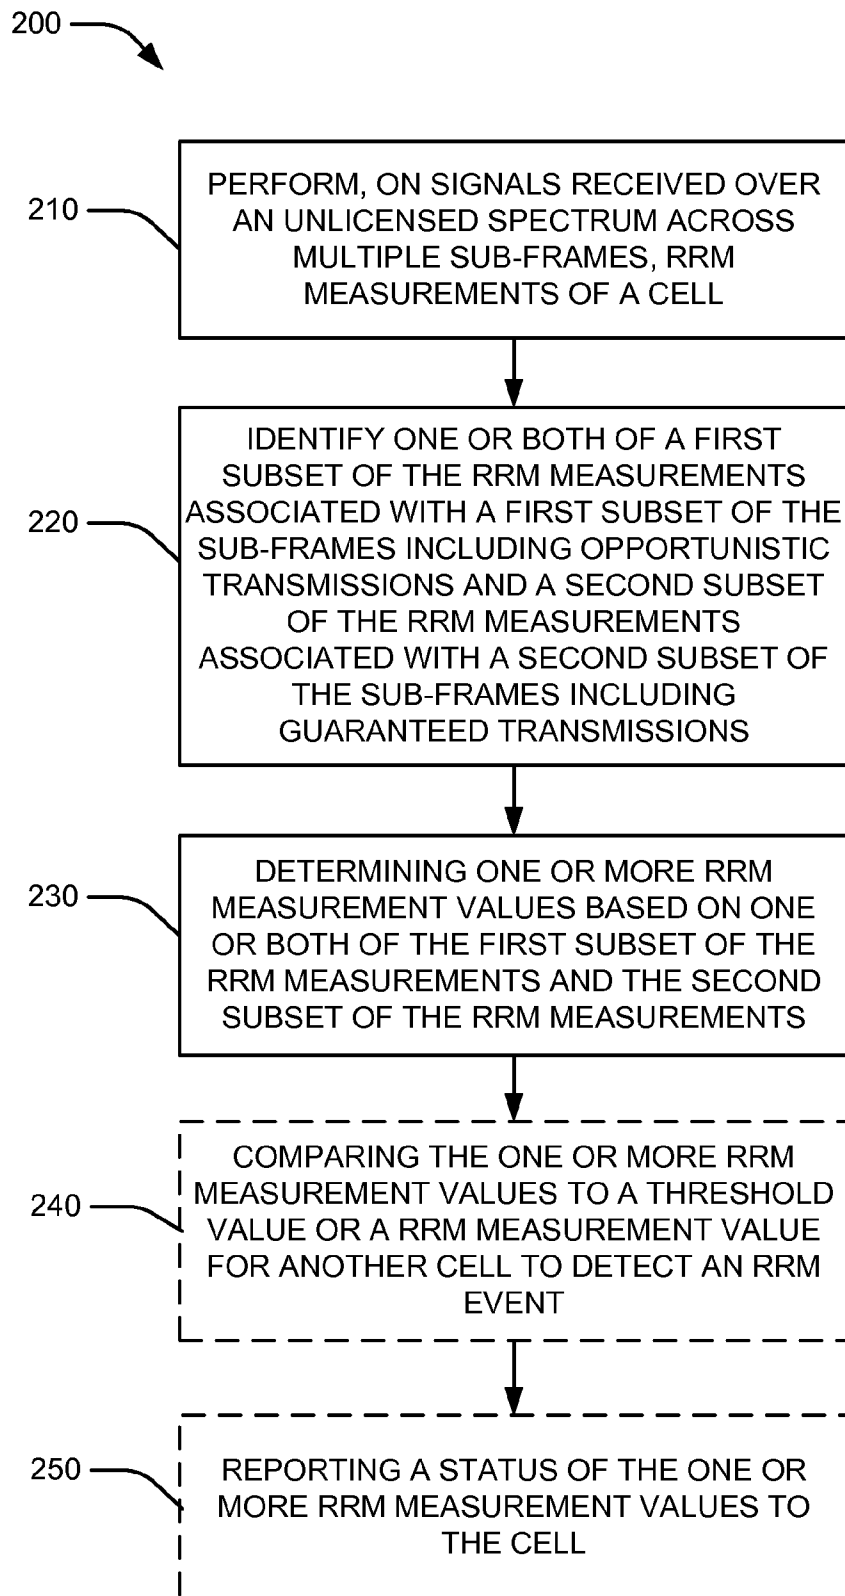 200
210
PERFORM, ON SIGNALS RECEIVED OVER
AN UNLICENSED SPECTRUM ACROSS
MULTIPLE SUB-FRAMES, RRM
MEASUREMENTS OF A CELL
220
IDENTIFY ONE OR BOTH OF A FIRST
SUBSET OF THE RRM MEASUREMENTS
ASSOCIATED WITH A FIRST SUBSET OF THE
SUB-FRAMES INCLUDING OPPORTUNISTIC
TRANSMISSIONS AND A SECOND SUBSET
OF THE RRM MEASUREMENTS
ASSOCIATED WITH A SECOND SUBSET OF
THE SUB-FRAMES INCLUDING
GUARANTEED TRANSMISSIONS
230
DETERMINING ONE OR MORE RRM
MEASUREMENT VALUES BASED ON ONE
OR BOTH OF THE FIRST SUBSET OF THE
RRM MEASUREMENTS AND THE SECOND
SUBSET OF THE RRM MEASUREMENTS
240
COMPARING THE ONE OR MORE RRM
MEASUREMENT VALUES TO A THRESHOLD
VALUE OR A RRM MEASUREMENT VALUE
FOR ANOTHER CELL TO DETECT AN RRM
EVENT
250
REPORTING A STATUS OF THE ONE OR
MORE RRM MEASUREMENT VALUES TO
THE CELL